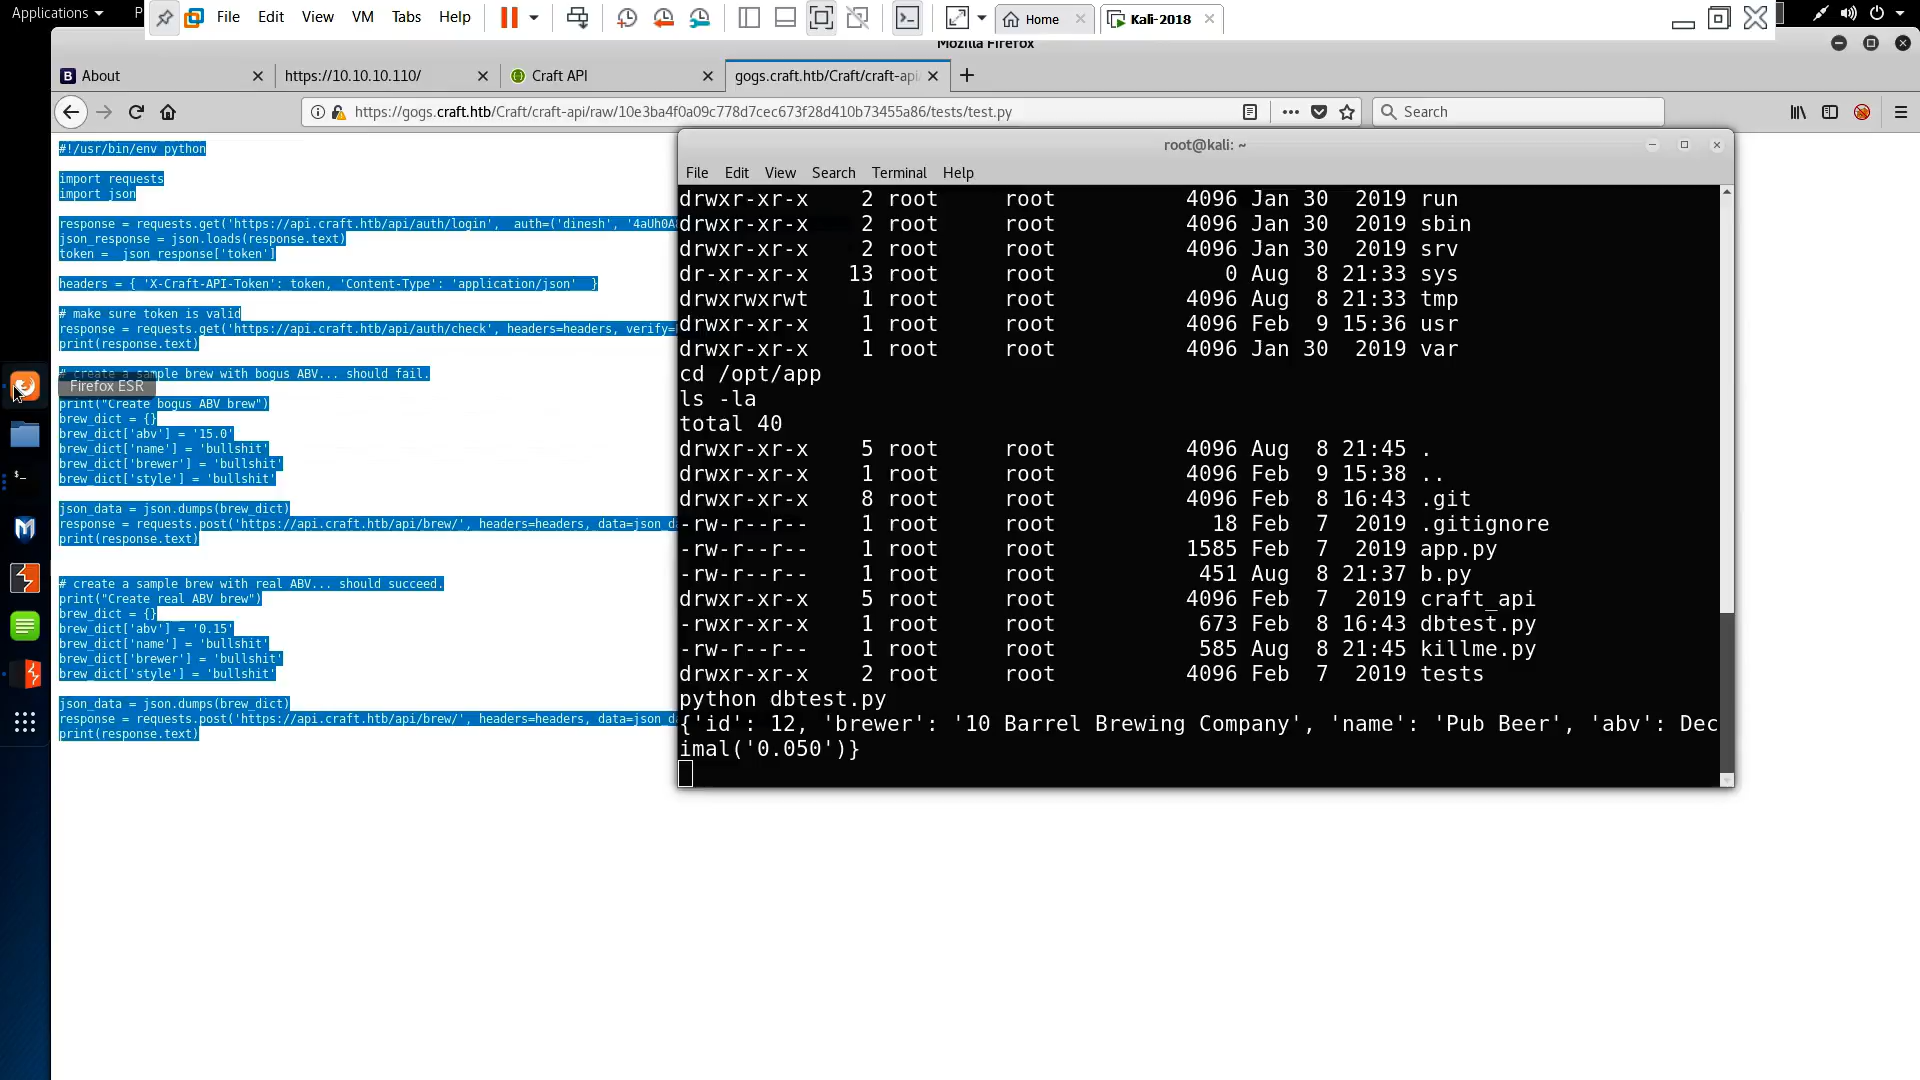 Applications
P
File Edit View VM Tabs Help
Home
Kali-2018
Mozilla Firefox
About
https://10.10.10.110/
Craft API
gogs.craft.htb/Craft/craft-api/
https://gogs.craft.htb/Craft/craft-api/raw/10e3ba4f0a09c778d7cec673f28d410b73455a86/tests/test.py
Search
#!/usr/bin/env python
import requests
import json
response = requests.get('https://api.craft.htb/api/auth/login',  auth=('dinesh', '4aUh0A
json_response = json.loads(response.text)
token =  json_response['token']
headers = { 'X-Craft-API-Token': token, 'Content-Type': 'application/json'  }
# make sure token is valid
response = requests.get('https://api.craft.htb/api/auth/check', headers=headers, verify=
print(response.text)
# create a sample brew with bogus ABV... should fail.
Firefox ESR
print("Create bogus ABV brew")
brew_dict = {}
brew_dict['abv'] = '15.0'
brew_dict['name'] = 'bullshit'
brew_dict['brewer'] = 'bullshit'
brew_dict['style'] = 'bullshit'
json_data = json.dumps(brew_dict)
response = requests.post('https://api.craft.htb/api/brew/', headers=headers, data=json_da
print(response.text)
# create a sample brew with real ABV... should succeed.
print("Create real ABV brew")
brew_dict = {}
brew_dict['abv'] = '0.15'
brew_dict['name'] = 'bullshit'
brew_dict['brewer'] = 'bullshit'
brew_dict['style'] = 'bullshit'
json_data = json.dumps(brew_dict)
response = requests.post('https://api.craft.htb/api/brew/', headers=headers, data=json_da
print(response.text)
root@kali: ~
File Edit View Search Terminal Help
drwxr-xr-x    2 root     root          4096 Jan 30  2019 run
drwxr-xr-x    2 root     root          4096 Jan 30  2019 sbin
drwxr-xr-x    2 root     root          4096 Jan 30  2019 srv
dr-xr-xr-x   13 root     root             0 Aug  8 21:33 sys
drwxrwxrwt    1 root     root          4096 Aug  8 21:33 tmp
drwxr-xr-x    1 root     root          4096 Feb  9 15:36 usr
drwxr-xr-x    1 root     root          4096 Jan 30  2019 var
cd /opt/app
ls -la
total 40
drwxr-xr-x    5 root     root          4096 Aug  8 21:45 .
drwxr-xr-x    1 root     root          4096 Feb  9 15:38 ..
drwxr-xr-x    8 root     root          4096 Feb  8 16:43 .git
-rw-r--r--    1 root     root            18 Feb  7  2019 .gitignore
-rw-r--r--    1 root     root          1585 Feb  7  2019 app.py
-rw-r--r--    1 root     root           451 Aug  8 21:37 b.py
drwxr-xr-x    5 root     root          4096 Feb  7  2019 craft_api
-rwxr-xr-x    1 root     root           673 Feb  8 16:43 dbtest.py
-rw-r--r--    1 root     root           585 Aug  8 21:45 killme.py
drwxr-xr-x    2 root     root          4096 Feb  7  2019 tests
python dbtest.py
{'id': 12, 'brewer': '10 Barrel Brewing Company', 'name': 'Pub Beer', 'abv': Dec
imal('0.050')}